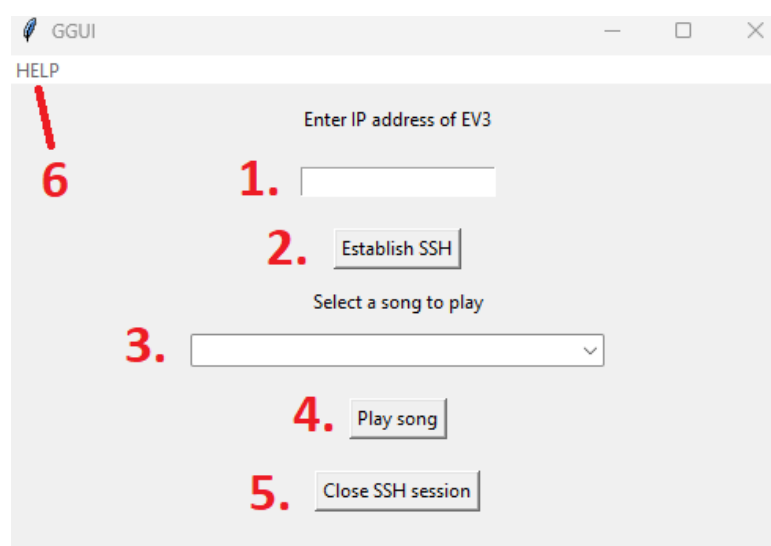 GGUI
HELP
6
Enter IP address of EV3
1.
2. Establish SSH
Select a song to play
3.
4. Play song
5. Close SSH session